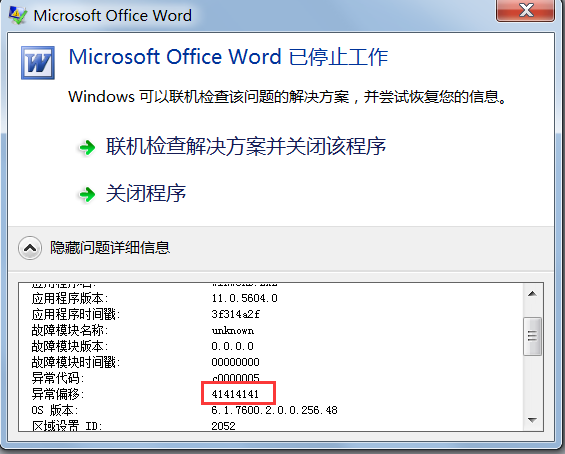 Microsoft Office Word
Microsoft Office Word 已停止工作
Windows 可以联机检查该问题的解决方案，并尝试恢复您的信息。
联机检查解决方案并关闭该程序
关闭程序
隐藏问题详细信息
应用程序版本: 11.0.5604.0
应用程序时间戳: 3f314a2f
故障模块名称: unknown
故障模块版本: 0.0.0.0
故障模块时间戳: 00000000
异常代码: c0000005
异常偏移: 41414141
OS 版本: 6.1.7600.2.0.0.256.48
区域设置 ID: 2052